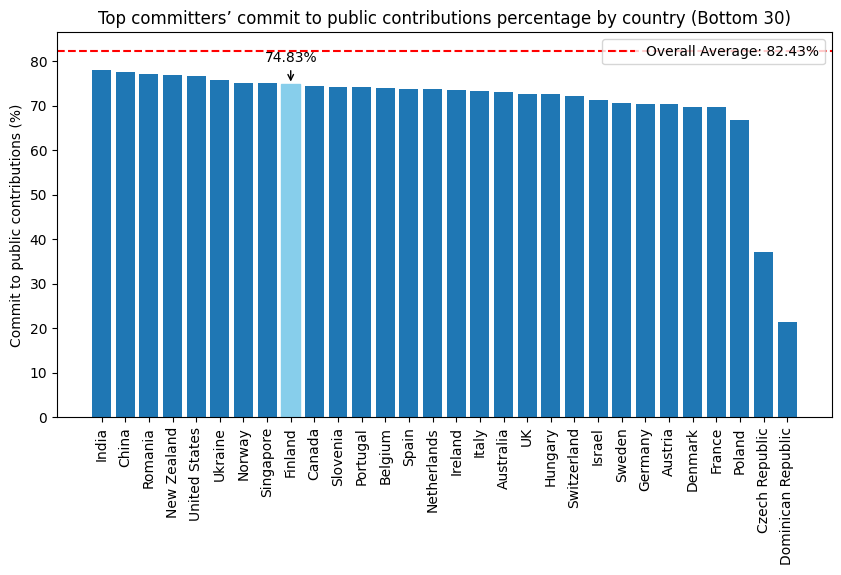 Top committers’ commit to public contributions percentage by country (Bottom 30)
Overall Average: 82.43%
74.83%
Commit to public contributions (%)
80
70
60
50
40
30
20
10
0
India
China
Romania
New Zealand
United States
Ukraine
Norway
Singapore
Finland
Canada
Slovenia
Portugal
Belgium
Spain
Netherlands
Ireland
Italy
Australia
UK
Hungary
Switzerland
Israel
Sweden
Germany
Austria
Denmark
France
Poland
Czech Republic
Dominican Republic